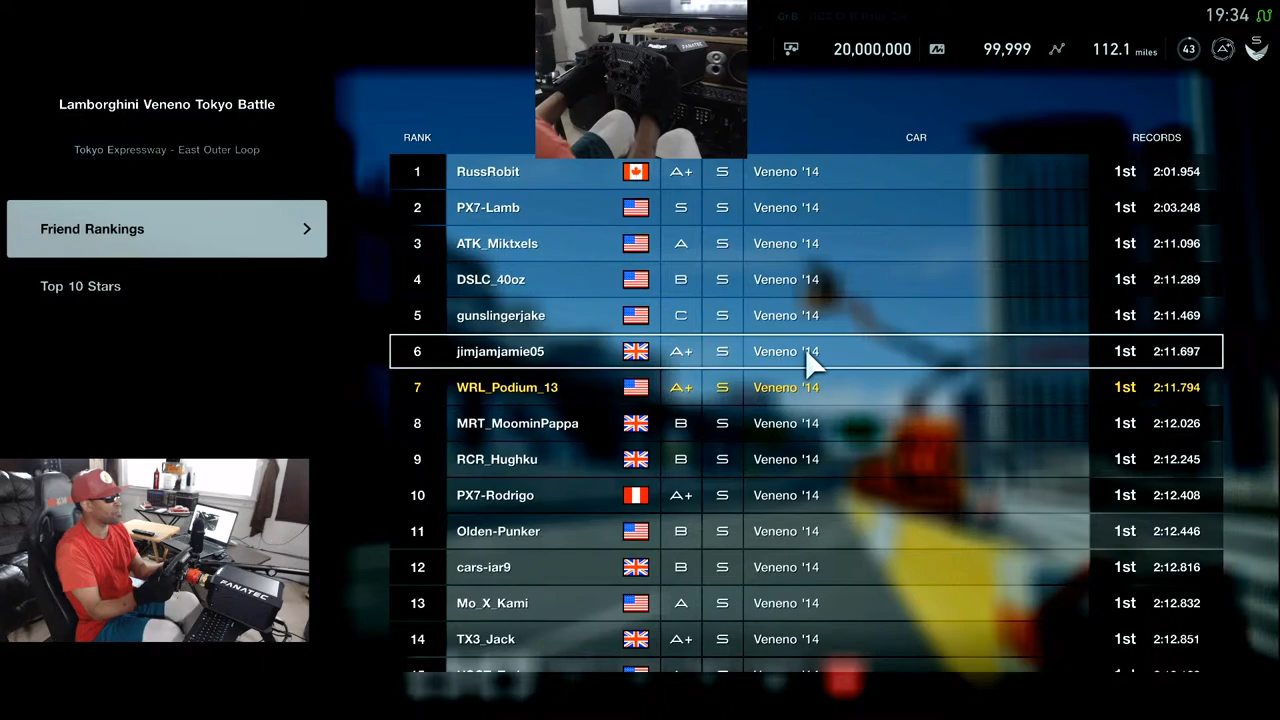 19:34
20,000,000 99,999 112.1 miles 43 A+ S
Lamborghini Veneno Tokyo Battle
Tokyo Expressway - East Outer Loop
Friend Rankings
Top 10 Stars
RANK CAR RECORDS
1 RussRobit A+ S Veneno '14 1st 2:01.954
2 PX7-Lamb S S Veneno '14 1st 2:03.248
3 ATK_Miktxels A S Veneno '14 1st 2:11.096
4 DSLC_40oz B S Veneno '14 1st 2:11.289
5 gunslingerjake C S Veneno '14 1st 2:11.469
6 jimjamjamie05 A+ S Veneno '14 1st 2:11.697
7 WRL_Podium_13 A+ S Veneno '14 1st 2:11.794
8 MRT_MoominPappa B S Veneno '14 1st 2:12.026
9 RCR_Hughku B S Veneno '14 1st 2:12.245
10 PX7-Rodrigo A+ S Veneno '14 1st 2:12.408
11 Olden-Punker B S Veneno '14 1st 2:12.446
12 cars-iar9 B S Veneno '14 1st 2:12.816
13 Mo_X_Kami A S Veneno '14 1st 2:12.832
14 TX3_Jack A+ S Veneno '14 1st 2:12.851
FANATEC
FANATEC